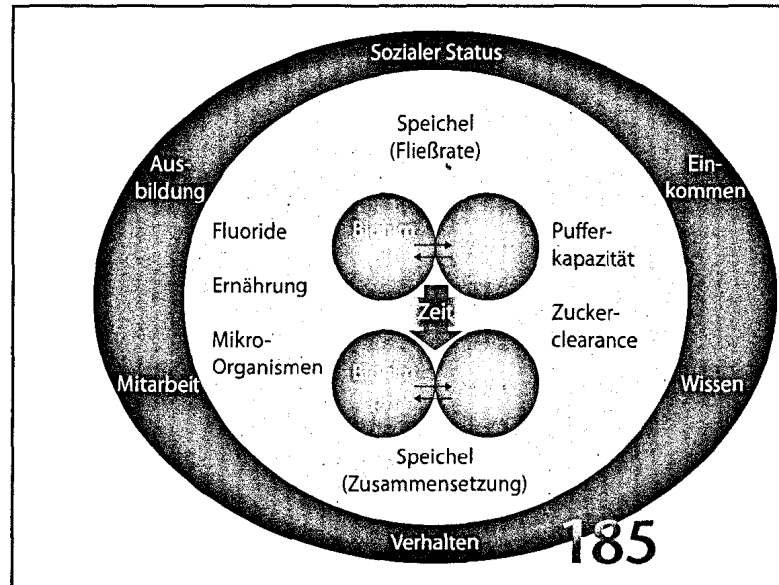 Sozialer Status
Speichel
(Fließrate)
Aus-
bildung
Ein-
kommen
Fluoride
Ernährung
Mikro-
Organismen
Puffer-
kapazität
Zucker-
clearance
Zeit
Mitarbeit
Wissen
Speichel
(Zusammensetzung)
Verhalten
185